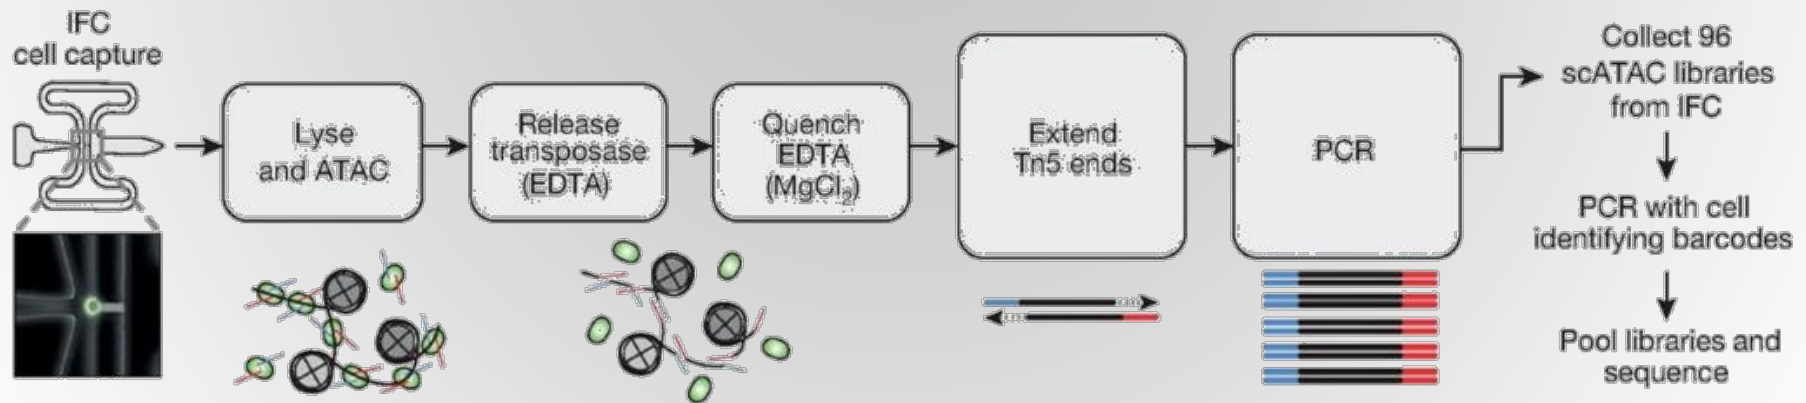 IFC
cell capture
Lyse
and ATAC
Release
transposase
(EDTA)
Quench
EDTA
(MgCl₂)
Extend
Tn5 ends
PCR
Collect 96
scATAC libraries
from IFC
PCR with cell
identifying barcodes
Pool libraries and
sequence